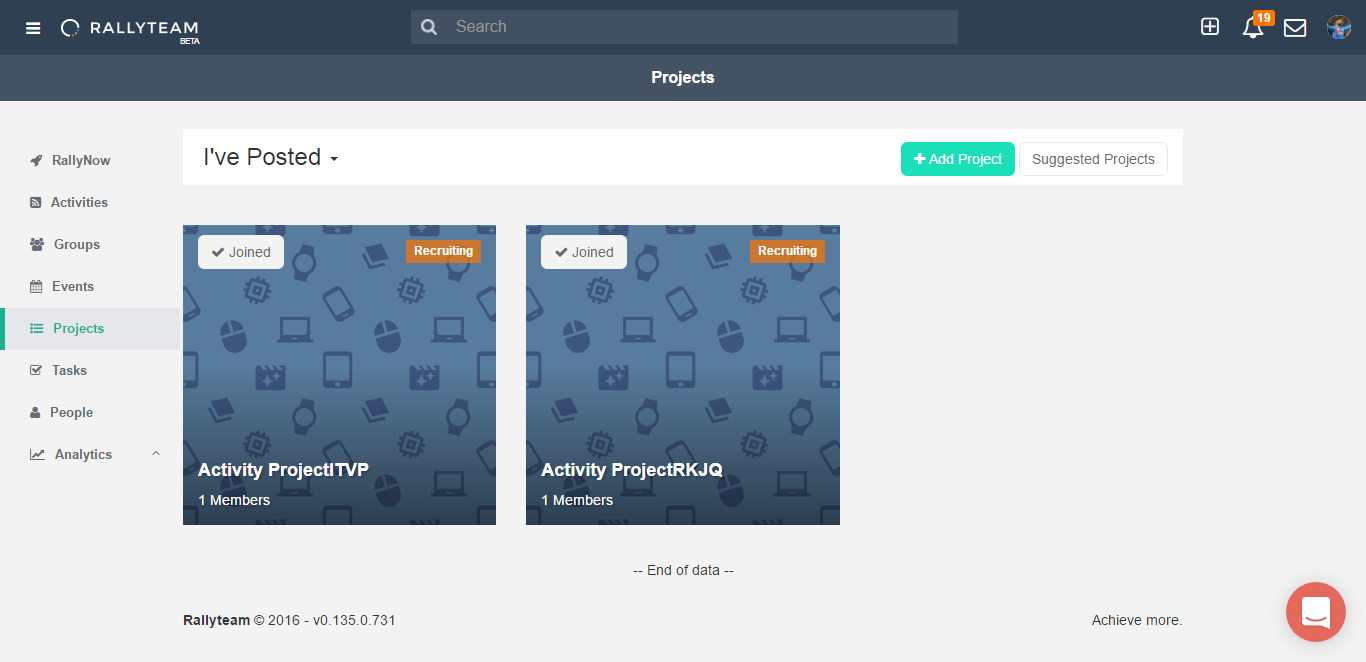 RALLYTEAM
BETA
Search
19
Projects
RallyNow
Activities
Groups
Events
Projects
Tasks
People
Analytics
I've Posted
Add Project
Suggested Projects
Joined
Recruiting
Activity ProjectITVP
1 Members
Joined
Recruiting
Activity ProjectRKJQ
1 Members
-- End of data --
Rallyteam © 2016 - v0.135.0.731
Achieve more.